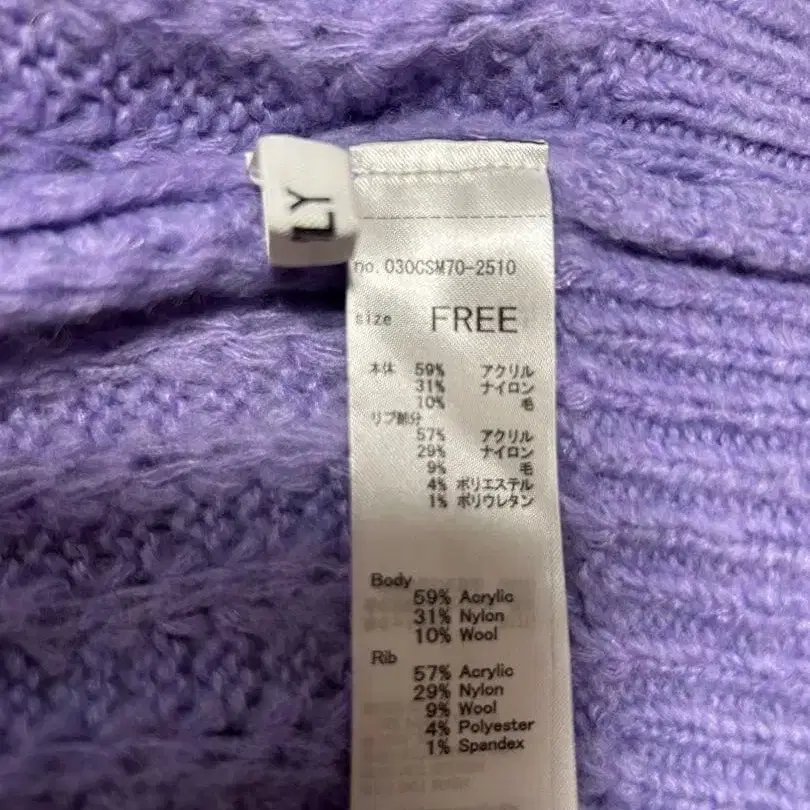 LY
no. 030CSM70-2510
size FREE
本体 59% アクリル
31% ナイロン
10% 毛
リブ部分
57% アクリル
29% ナイロン
9% 毛
4% ポリエステル
1% ポリウレタン
Body
59% Acrylic
31% Nylon
10% Wool
Rib
57% Acrylic
29% Nylon
9% Wool
4% Polyester
1% Spandex